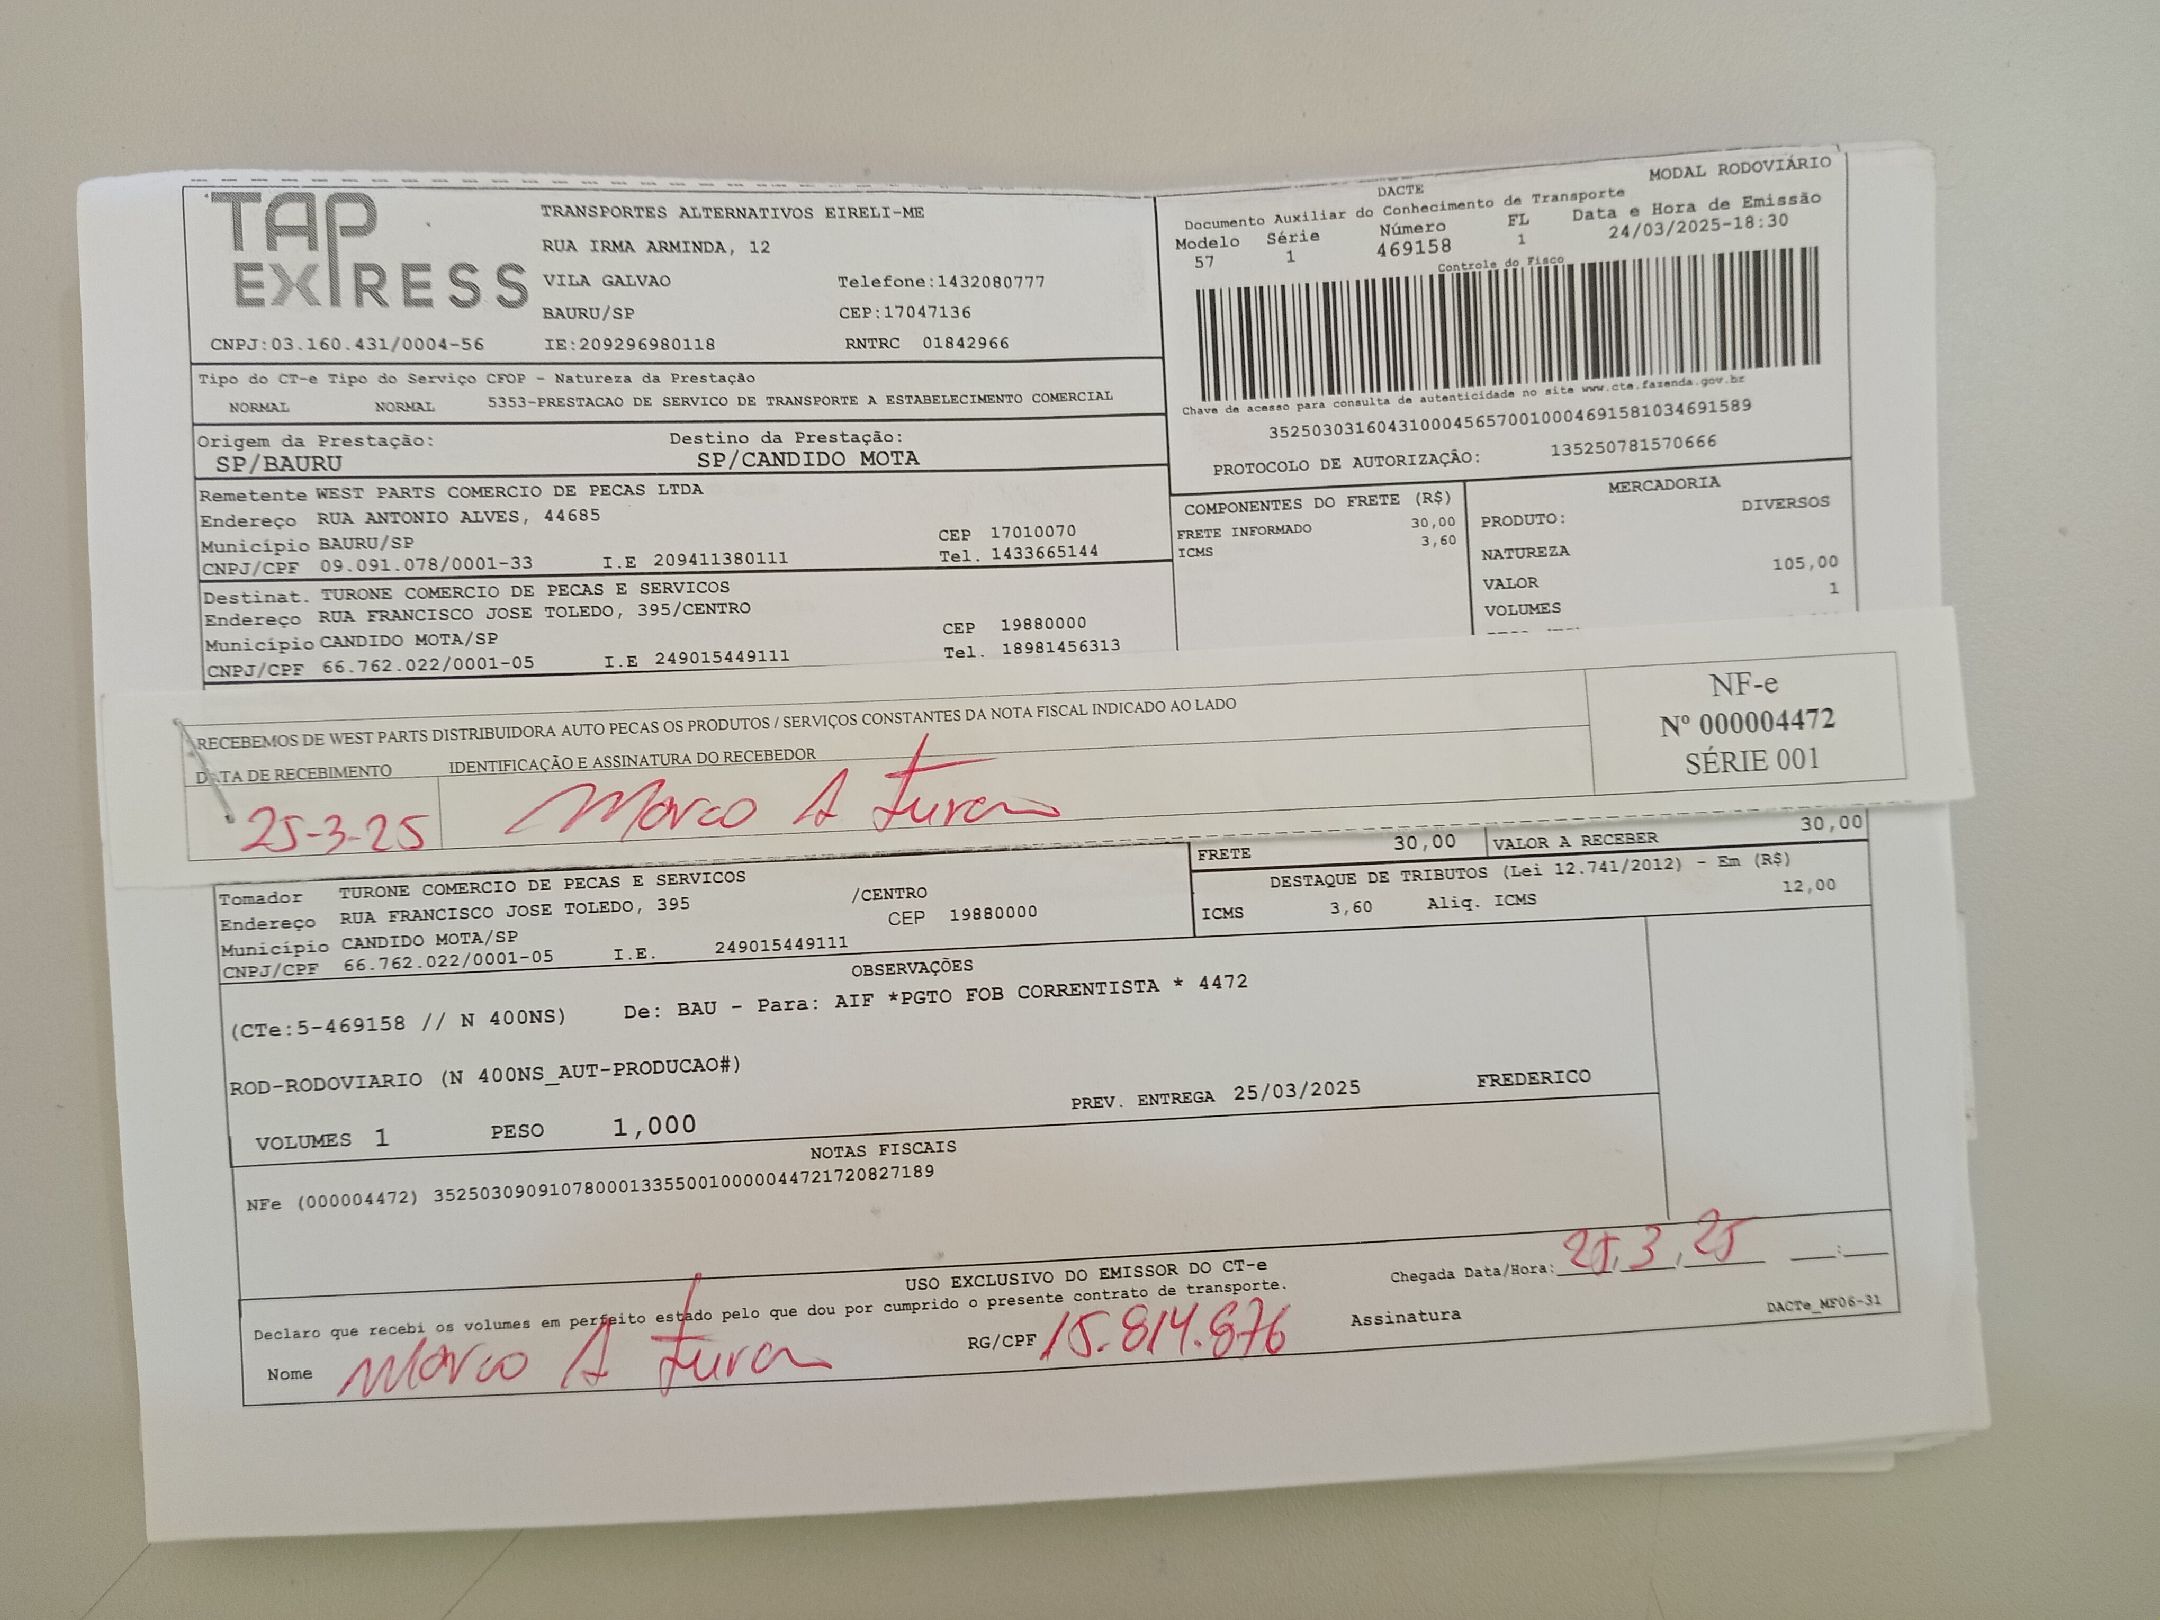 TAP EXPRESS
TRANSPORTES ALTERNATIVOS EIRELI-ME
RUA IRMA ARMINDA, 12
VILA GALVAO Telefone:1432080777
BAURU/SP CEP:17047136
CNPJ:03.160.431/0004-56 IE:209296980118 RNTRC 01842966
MODAL RODOVIÁRIO
DACTE
Documento Auxiliar do Conhecimento de Transporte
Modelo Série Número FL Data e Hora de Emissão
57 1 469158 1 24/03/2025-18:30
Controle do Fisco
Chave de acesso para consulta de autenticidade no site www.cte.fazenda.gov.br
35250303160431000456570010004691581034691589
PROTOCOLO DE AUTORIZAÇÃO: 135250781570666
Tipo do CT-e Tipo do Serviço CFOP - Natureza da Prestação
NORMAL NORMAL 5353-PRESTACAO DE SERVICO DE TRANSPORTE A ESTABELECIMENTO COMERCIAL
Origem da Prestação: Destino da Prestação:
SP/BAURU SP/CANDIDO MOTA
Remetente WEST PARTS COMERCIO DE PECAS LTDA
Endereço RUA ANTONIO ALVES, 44685
Município BAURU/SP CEP 17010070
CNPJ/CPF 09.091.078/0001-33 I.E 209411380111 Tel. 1433665144
Destinat. TURONE COMERCIO DE PECAS E SERVICOS
Endereço RUA FRANCISCO JOSE TOLEDO, 395/CENTRO
Município CANDIDO MOTA/SP CEP 19880000
CNPJ/CPF 66.762.022/0001-05 I.E 249015449111 Tel. 18981456313
COMPONENTES DO FRETE (R$)
FRETE INFORMADO 30,00
ICMS 3,60
MERCADORIA
PRODUTO: DIVERSOS
NATUREZA
VALOR 105,00
VOLUMES 1
RECEBEMOS DE WEST PARTS DISTRIBUIDORA AUTO PECAS OS PRODUTOS / SERVIÇOS CONSTANTES DA NOTA FISCAL INDICADO AO LADO
DATA DE RECEBIMENTO IDENTIFICAÇÃO E ASSINATURA DO RECEBEDOR
25-3-25 Marco A
NF-e
Nº 000004472
SÉRIE 001
FRETE 30,00 VALOR A RECEBER 30,00
DESTAQUE DE TRIBUTOS (Lei 12.741/2012) - Em (R$)
ICMS 3,60 Aliq. ICMS 12,00
Tomador TURONE COMERCIO DE PECAS E SERVICOS
Endereço RUA FRANCISCO JOSE TOLEDO, 395 /CENTRO
Município CANDIDO MOTA/SP CEP 19880000
CNPJ/CPF 66.762.022/0001-05 I.E. 249015449111
OBSERVAÇÕES
(CTe:5-469158 // N 400NS) De: BAU - Para: AIF *PGTO FOB CORRENTISTA * 4472
ROD-RODOVIARIO (N 400NS_AUT-PRODUCAO#)
PREV. ENTREGA 25/03/2025 FREDERICO
VOLUMES 1 PESO 1,000
NOTAS FISCAIS
NFe (000004472) 35250309091078000133550010000044721720827189
USO EXCLUSIVO DO EMISSOR DO CT-e
Declaro que recebi os volumes em perfeito estado pelo que dou por cumprido o presente contrato de transporte.
Chegada Data/Hora: 25,3,25 __:__
Nome Marco A
RG/CPF 15.814.876 Assinatura
DACTe_MF06-31